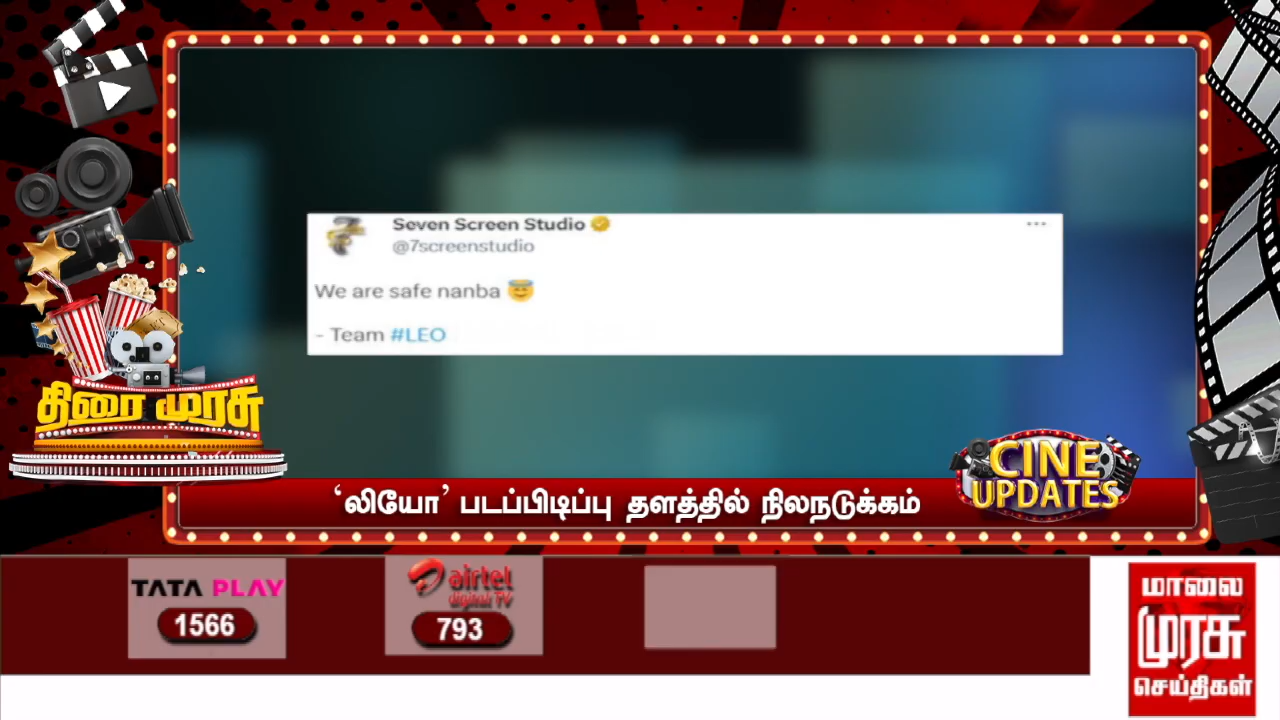 Seven Screen Studio
@7screenstudio
We are safe nanba 😇
- Team #LEO
திரை முரசு
CINE
UPDATES
‘லியோ’ படப்பிடிப்பு தளத்தில் நிலநடுக்கம்
TATA PLAY
1566
airtel
digital TV
793
மாலை
முரசு
செய்திகள்